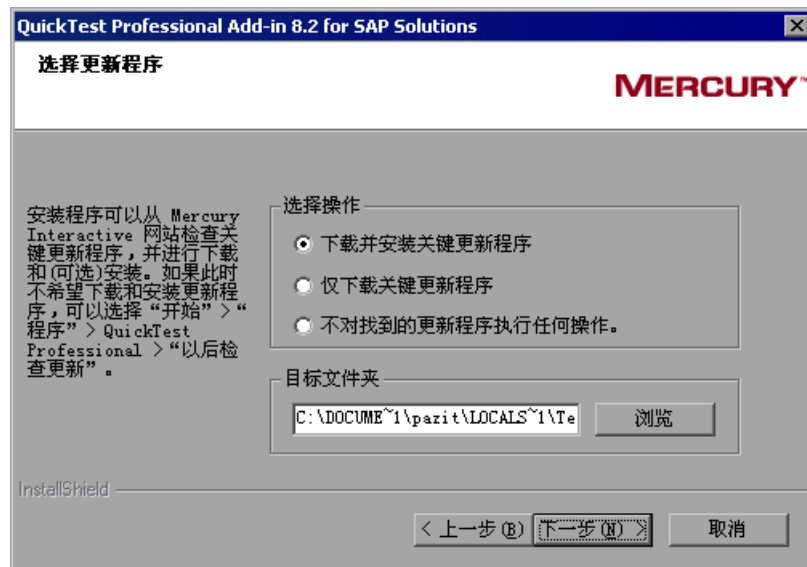 QuickTest Professional Add-in 8.2 for SAP Solutions
选择更新程序
MERCURY™
安装程序可以从 Mercury
Interactive 网站检查关
键更新程序，并进行下载
和(可选)安装。如果此时
不希望下载和安装更新程
序，可以选择“开始”>“
程序”> QuickTest
Professional >“以后检
查更新”。
选择操作
下载并安装关键更新程序
仅下载关键更新程序
不对找到的更新程序执行任何操作。
目标文件夹
C:\DOCUME~1\pazit\LOCALS~1\Te
浏览
InstallShield
< 上一步(B)
下一步(N) >
取消